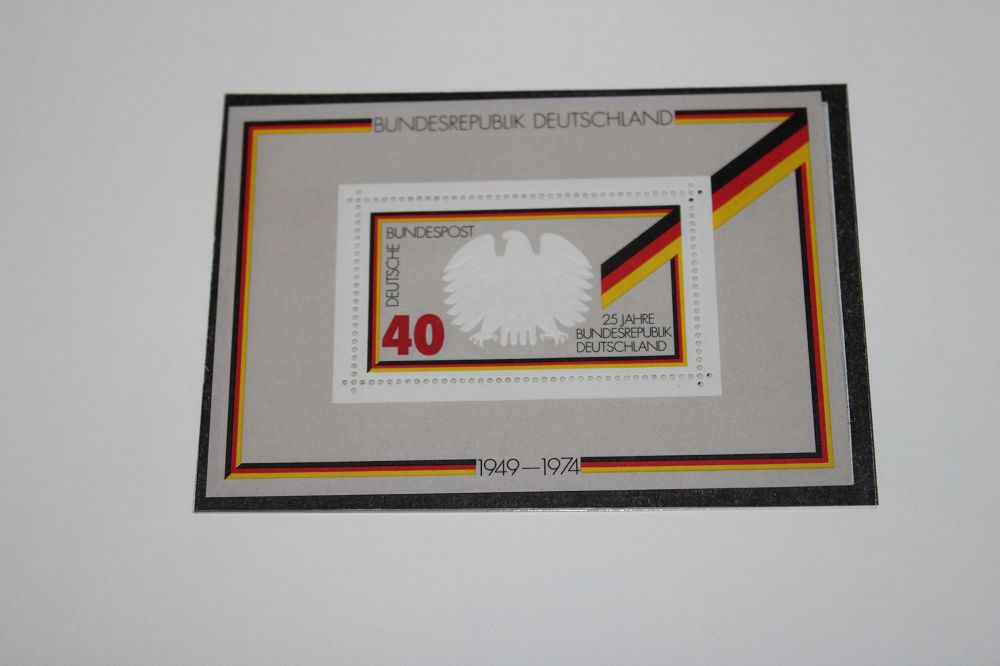 BUNDESREPUBLIK DEUTSCHLAND
DEUTSCHE
BUNDESPOST
40
25 JAHRE
BUNDESREPUBLIK
DEUTSCHLAND
1949—1974